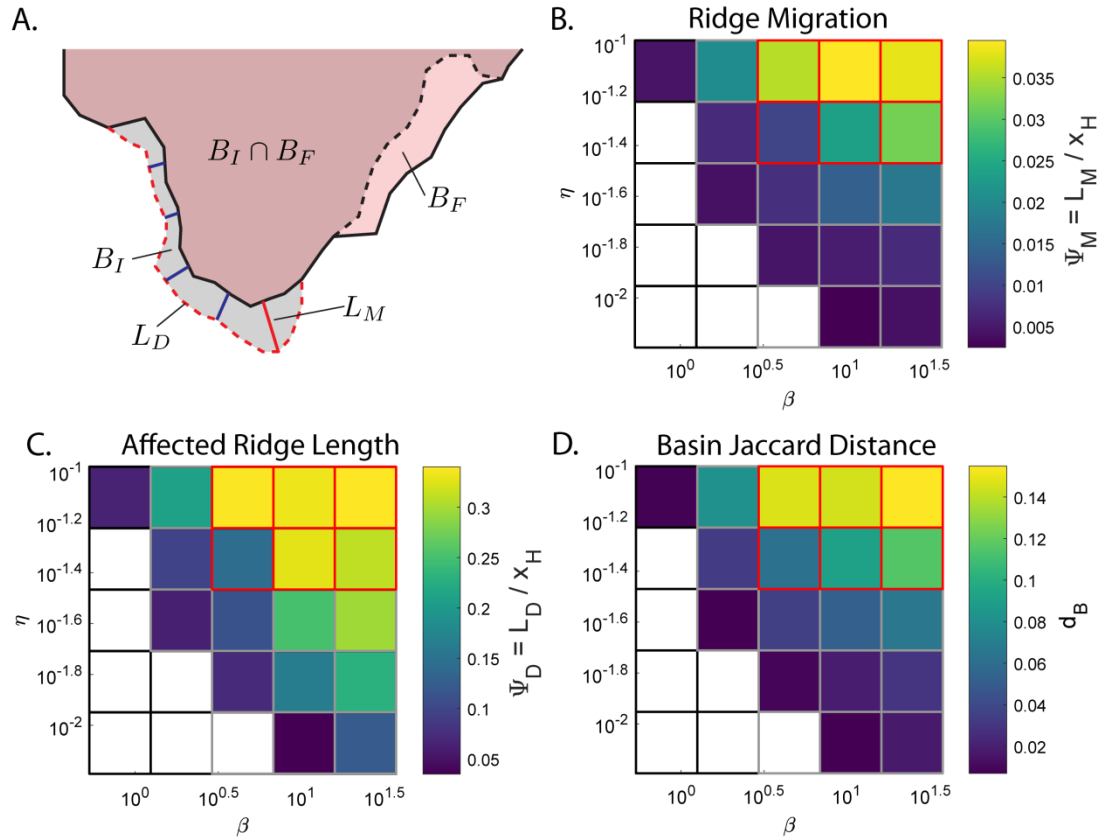 A.
B_I ∩ B_F
B_F
B_I
L_D
L_M
B.
Ridge Migration
10^-1
10^-1.2
10^-1.4
10^-1.6
10^-1.8
10^-2
η
10^0
10^0.5
10^1
10^1.5
β
0.035
0.03
0.025
0.02
0.015
0.01
0.005
Ψ_M = L_M / x_H
C.
Affected Ridge Length
10^-1
10^-1.2
10^-1.4
10^-1.6
10^-1.8
10^-2
η
10^0
10^0.5
10^1
10^1.5
β
0.3
0.25
0.2
0.15
0.1
0.05
Ψ_D = L_D / x_H
D.
Basin Jaccard Distance
10^-1
10^-1.2
10^-1.4
10^-1.6
10^-1.8
10^-2
η
10^0
10^0.5
10^1
10^1.5
β
0.14
0.12
0.1
0.08
0.06
0.04
0.02
d_B